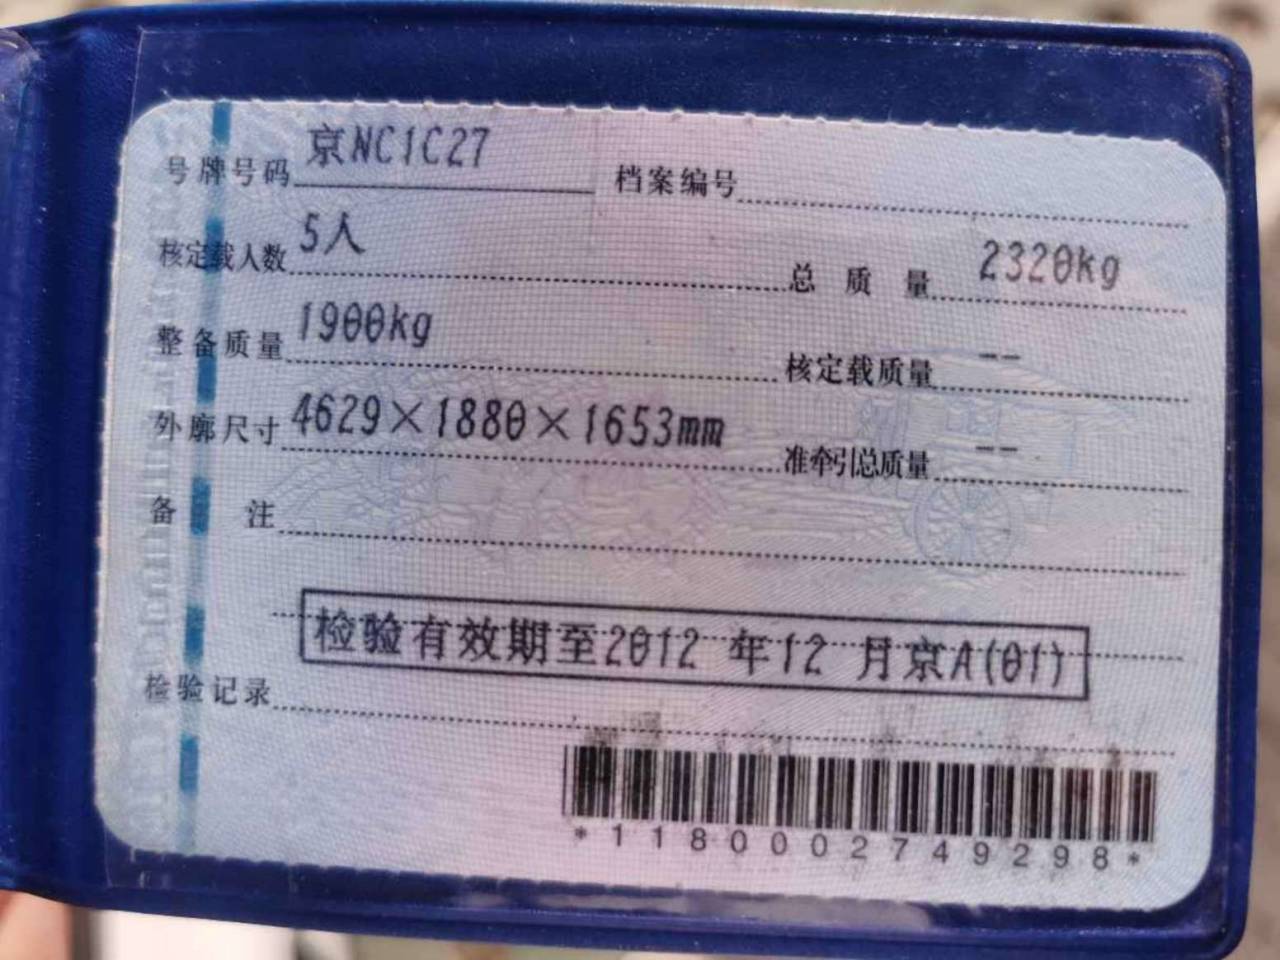 号牌号码 京NC1C27 档案编号
核定载人数 5人 总质量 2320kg
整备质量 1900kg 核定载质量 --
外廓尺寸 4629×1880×1653mm 准牵引总质量 --
备注
检验有效期至2012 年12 月京A(01)
检验记录
*1180002749298*